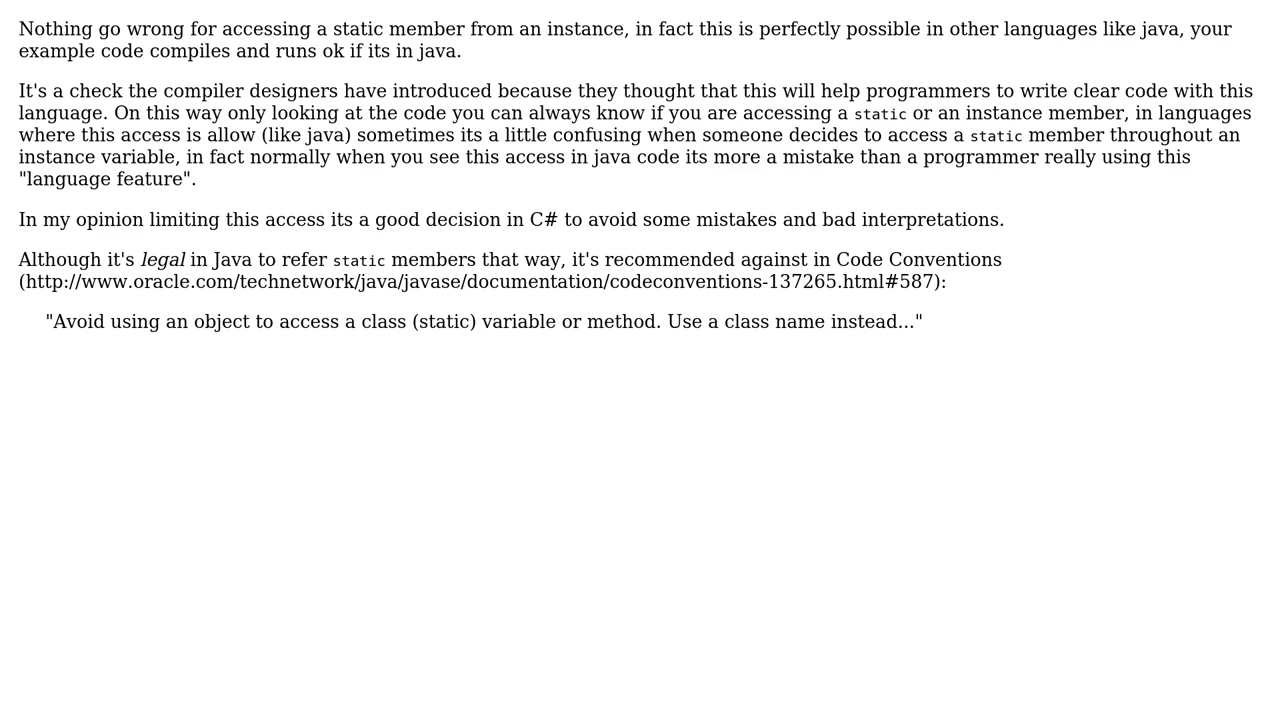 Nothing go wrong for accessing a static member from an instance, in fact this is perfectly possible in other languages like java, your
example code compiles and runs ok if its in java.
It's a check the compiler designers have introduced because they thought that this will help programmers to write clear code with this
language. On this way only looking at the code you can always know if you are accessing a static or an instance member, in languages
where this access is allow (like java) sometimes its a little confusing when someone decides to access a static member throughout an
instance variable, in fact normally when you see this access in java code its more a mistake than a programmer really using this
"language feature".
In my opinion limiting this access its a good decision in C# to avoid some mistakes and bad interpretations.
Although it's legal in Java to refer static members that way, it's recommended against in Code Conventions
(http://www.oracle.com/technetwork/java/javase/documentation/codeconventions-137265.html#587):
"Avoid using an object to access a class (static) variable or method. Use a class name instead..."